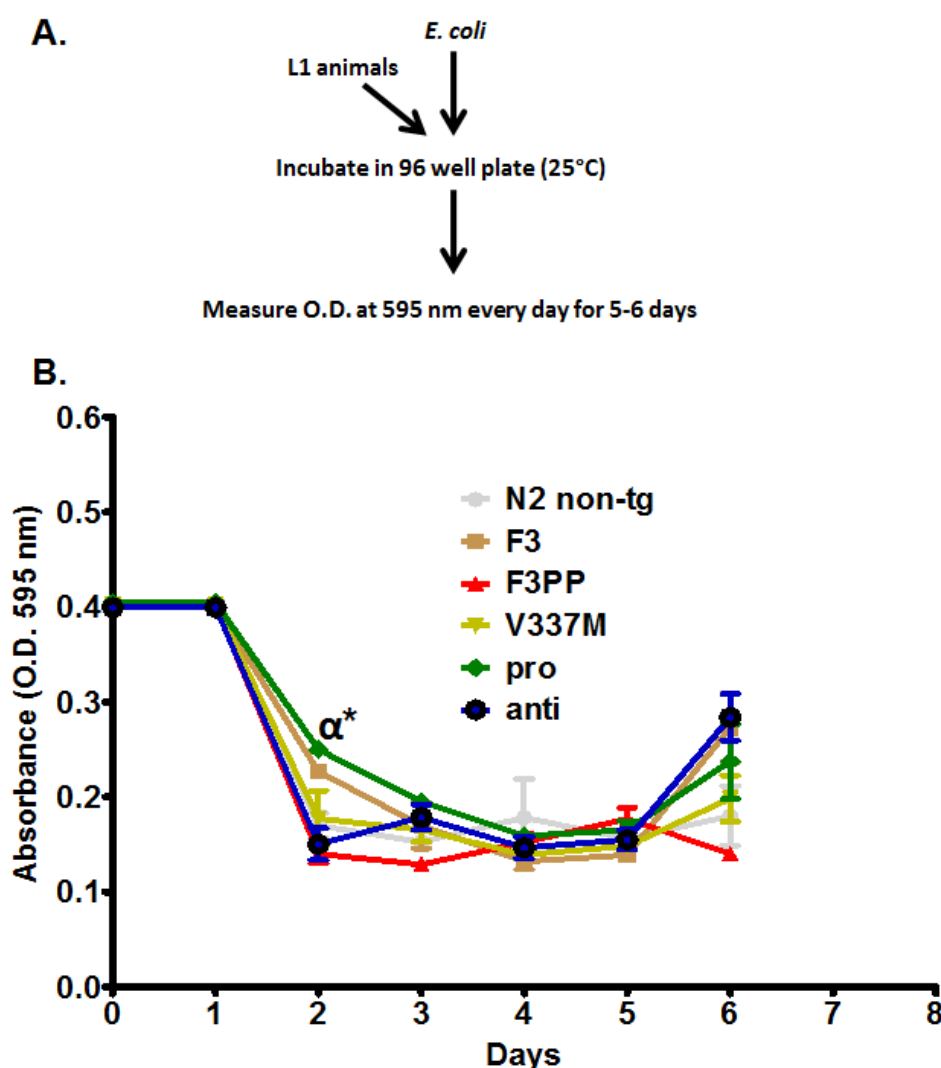 A.
E. coli
L1 animals
Incubate in 96 well plate (25°C)
Measure O.D. at 595 nm every day for 5-6 days
B.
Absorbance (O.D. 595 nm)
0.6
0.5
0.4
0.3
0.2
0.1
0.0
N2 non-tg
F3
F3PP
V337M
pro
anti
α*
0 1 2 3 4 5 6 7 8
Days